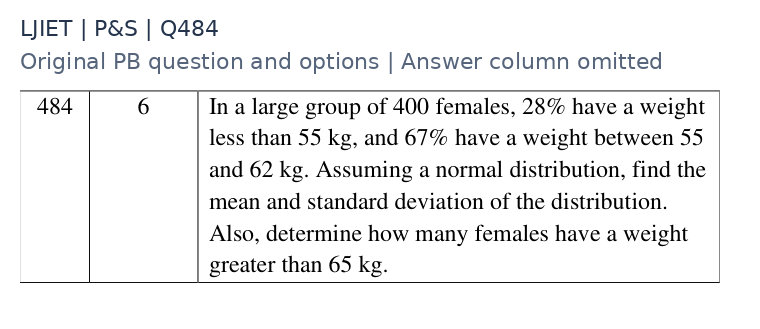 LJIET | P&S | Q484
Original PB question and options | Answer column omitted
484 6 In a large group of 400 females, 28% have a weight
less than 55 kg, and 67% have a weight between 55
and 62 kg. Assuming a normal distribution, find the
mean and standard deviation of the distribution.
Also, determine how many females have a weight
greater than 65 kg.